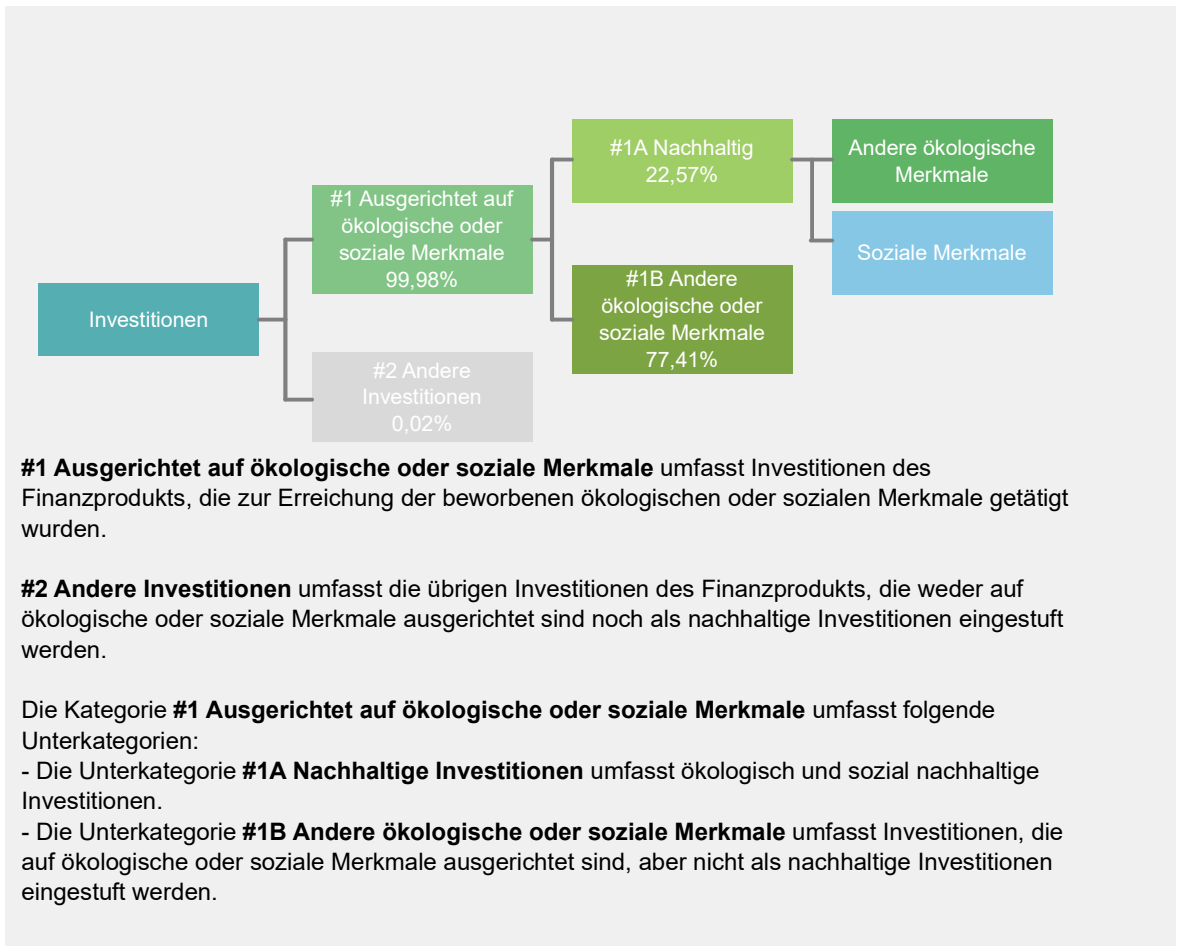 Investitionen
#1 Ausgerichtet auf
ökologische oder
soziale Merkmale
99,98%
#2 Andere
Investitionen
0,02%
#1A Nachhaltig
22,57%
#1B Andere
ökologische oder
soziale Merkmale
77,41%
Andere ökologische
Merkmale
Soziale Merkmale
#1 Ausgerichtet auf ökologische oder soziale Merkmale umfasst Investitionen des
Finanzprodukts, die zur Erreichung der beworbenen ökologischen oder sozialen Merkmale getätigt
wurden.
#2 Andere Investitionen umfasst die übrigen Investitionen des Finanzprodukts, die weder auf
ökologische oder soziale Merkmale ausgerichtet sind noch als nachhaltige Investitionen eingestuft
werden.
Die Kategorie #1 Ausgerichtet auf ökologische oder soziale Merkmale umfasst folgende
Unterkategorien:
- Die Unterkategorie #1A Nachhaltige Investitionen umfasst ökologisch und sozial nachhaltige
Investitionen.
- Die Unterkategorie #1B Andere ökologische oder soziale Merkmale umfasst Investitionen, die
auf ökologische oder soziale Merkmale ausgerichtet sind, aber nicht als nachhaltige Investitionen
eingestuft werden.